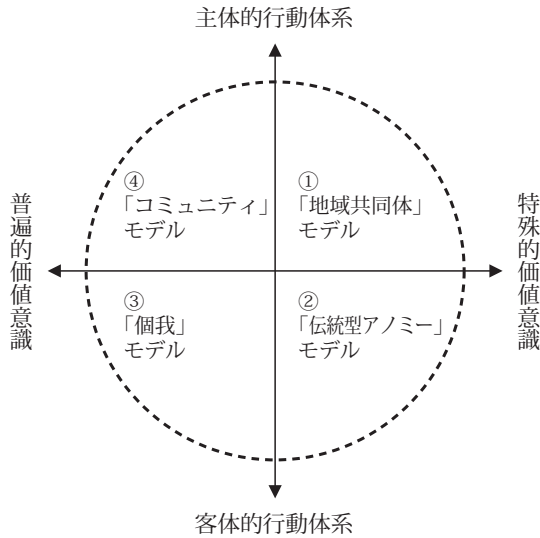 主体的行動体系
④
「コミュニティ」
モデル
①
「地域共同体」
モデル
普遍的価値意識
特殊的価値意識
③
「個我」
モデル
②
「伝統型アノミー」
モデル
客体的行動体系